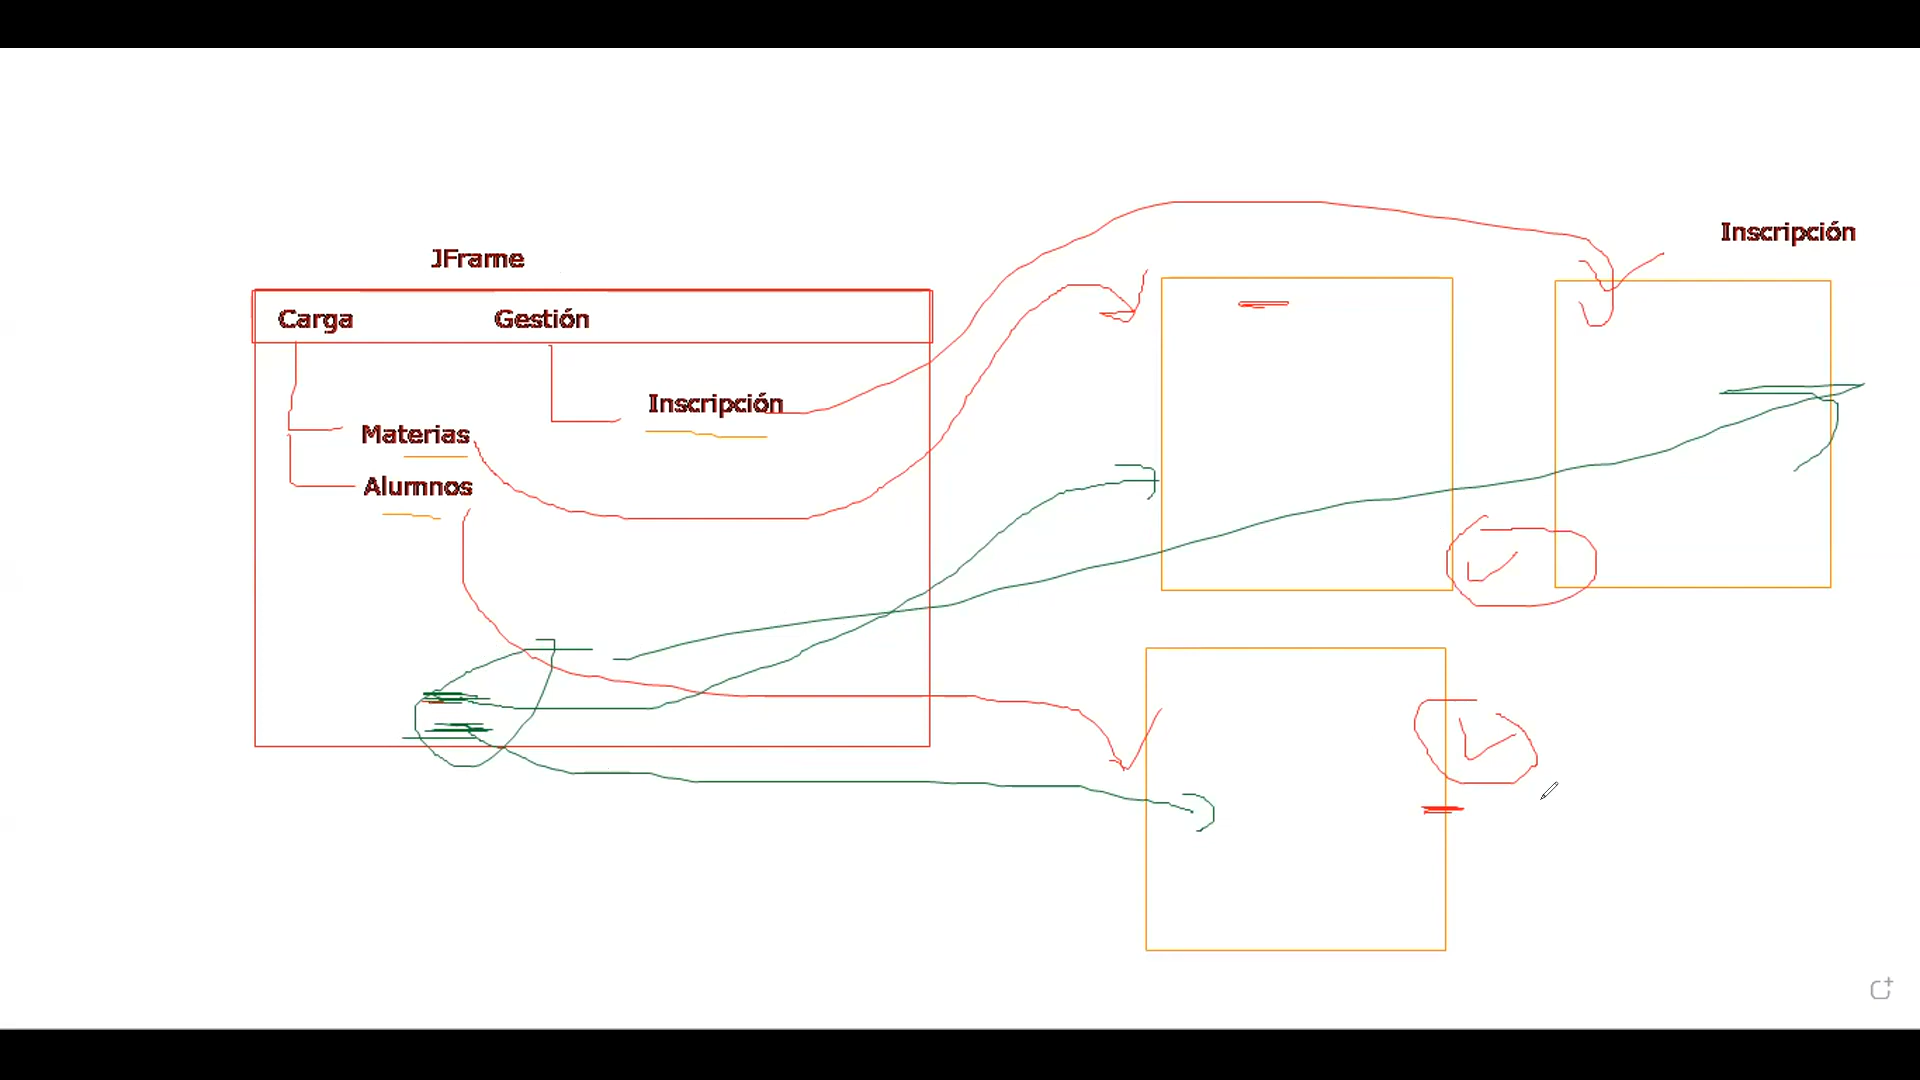 JFrame
Carga Gestión
Inscripción
Materias
Alumnos
Inscripción